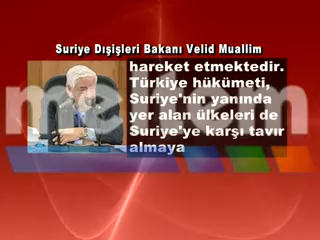 Suriye Dışişleri Bakanı Velid Muallim
hareket etmektedir.
Türkiye hükümeti,
Suriye'nin yanında
yer alan ülkeleri de
Suriye'ye karşı tavır
almaya